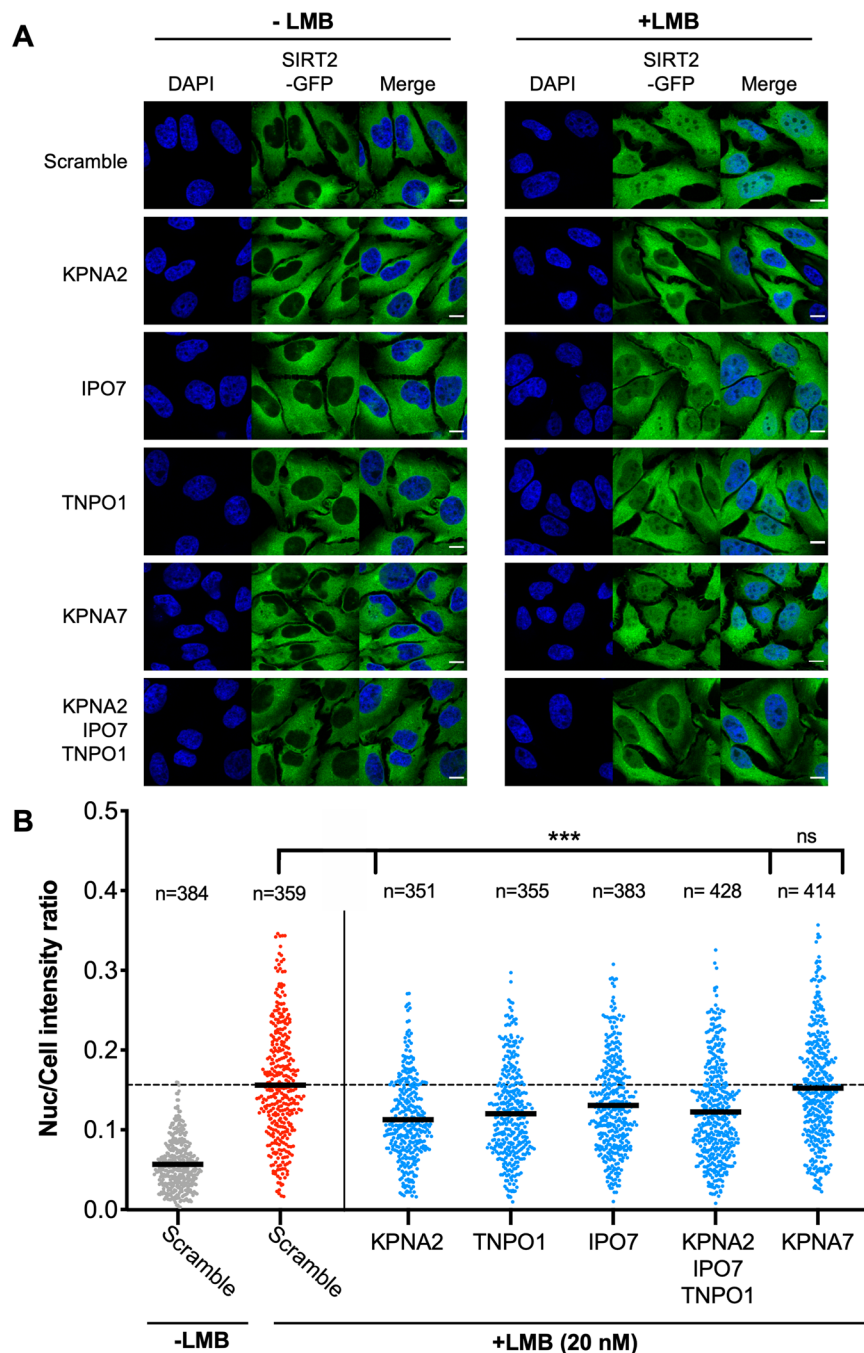 - LMB
+LMB
A
DAPI
SIRT2
-GFP
Merge
DAPI
SIRT2
-GFP
Merge
Scramble
KPNA2
IPO7
TNPO1
KPNA7
KPNA2
IPO7
TNPO1
B
Nuc/Cell intensity ratio
0.5
0.4
0.3
0.2
0.1
0.0
***
ns
n=384
n=359
n=351
n=355
n=383
n= 428
n= 414
Scramble
Scramble
KPNA2
TNPO1
IPO7
KPNA2
IPO7
TNPO1
KPNA7
-LMB
+LMB (20 nM)